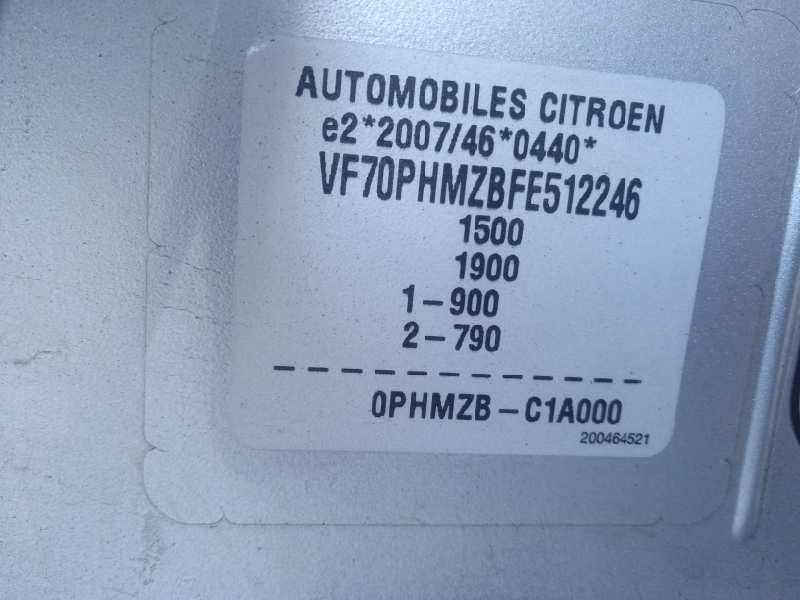 AUTOMOBILES CITROEN
e2*2007/46*0440*
VF70PHMZBFE512246
1500
1900
1-900
2-790
0PHMZB-C1A000
200464521